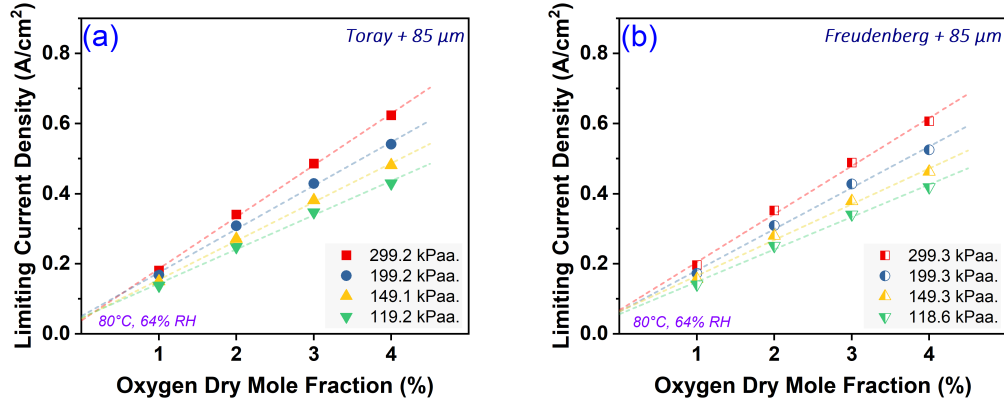 (a)
Toray + 85 µm
Limiting Current Density (A/cm²)
0.8
0.6
0.4
0.2
0.0
299.2 kPaa.
199.2 kPaa.
149.1 kPaa.
119.2 kPaa.
80°C, 64% RH
1 2 3 4
Oxygen Dry Mole Fraction (%)
(b)
Freudenberg + 85 µm
Limiting Current Density (A/cm²)
0.8
0.6
0.4
0.2
0.0
299.3 kPaa.
199.3 kPaa.
149.3 kPaa.
118.6 kPaa.
80°C, 64% RH
1 2 3 4
Oxygen Dry Mole Fraction (%)